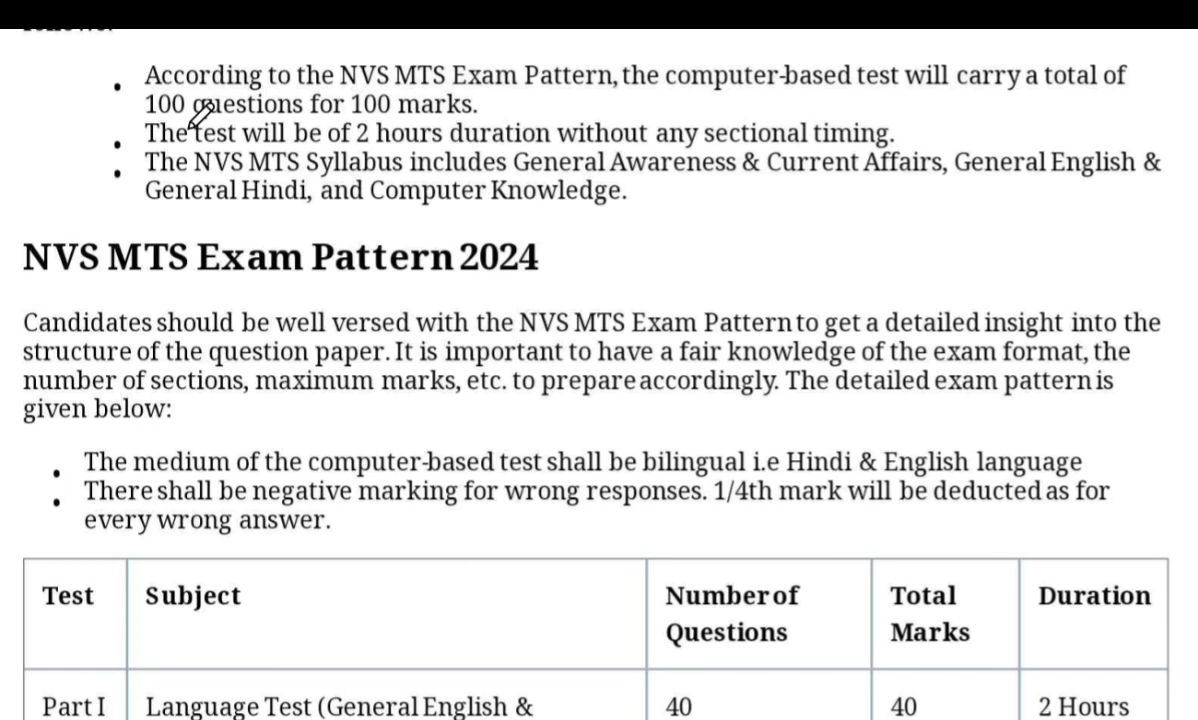 According to the NVS MTS Exam Pattern, the computer-based test will carry a total of
100 questions for 100 marks.
The test will be of 2 hours duration without any sectional timing.
The NVS MTS Syllabus includes General Awareness & Current Affairs, General English &
General Hindi, and Computer Knowledge.
NVS MTS Exam Pattern 2024
Candidates should be well versed with the NVS MTS Exam Pattern to get a detailed insight into the
structure of the question paper. It is important to have a fair knowledge of the exam format, the
number of sections, maximum marks, etc. to prepare accordingly. The detailed exam pattern is
given below:
The medium of the computer-based test shall be bilingual i.e Hindi & English language
There shall be negative marking for wrong responses. 1/4th mark will be deducted as for
every wrong answer.
Test Subject Number of Questions Total Marks Duration
Part I Language Test (General English & 40 40 2 Hours